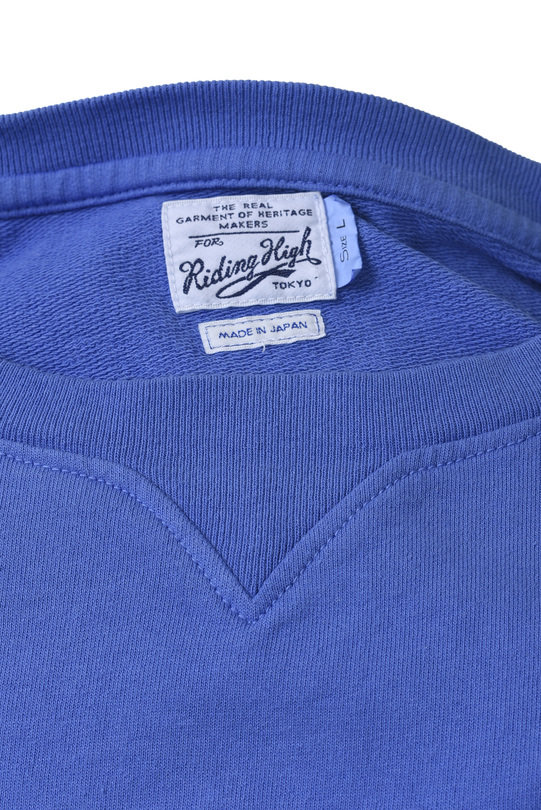 THE REAL
GARMENT OF HERITAGE
MAKERS
FOR
Riding High
TOKYO
SIZE L
MADE IN JAPAN